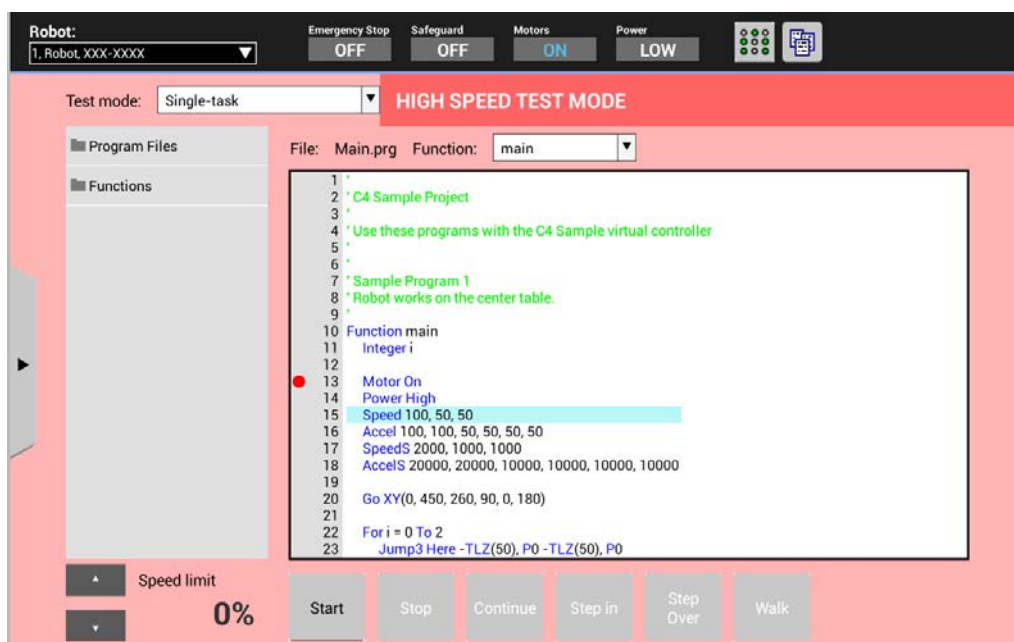 Robot:
1, Robot, XXX-XXXX
Emergency Stop Safeguard Motors Power
OFF OFF ON LOW
Test mode: Single-task
HIGH SPEED TEST MODE
Program Files
Functions
File: Main.prg Function: main
1 '
2 ' C4 Sample Project
3 '
4 ' Use these programs with the C4 Sample virtual controller
5 '
6 '
7 ' Sample Program 1
8 ' Robot works on the center table.
9 '
10 Function main
11 Integer i
12
13 Motor On
14 Power High
15 Speed 100, 50, 50
16 Accel 100, 100, 50, 50, 50, 50
17 SpeedS 2000, 1000, 1000
18 AccelS 20000, 20000, 10000, 10000, 10000, 10000
19
20 Go XY(0, 450, 260, 90, 0, 180)
21
22 For i = 0 To 2
23 Jump3 Here -TLZ(50), P0 -TLZ(50), P0
Speed limit
0%
Start Stop Continue Step in Step Over Walk